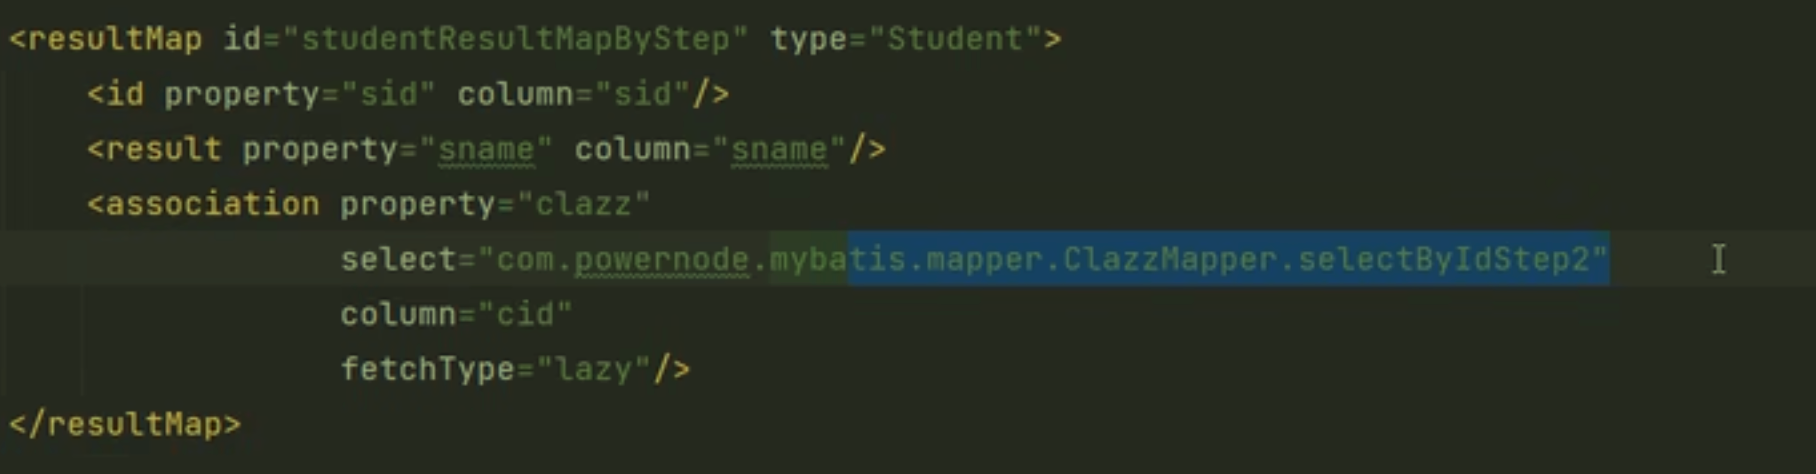 <resultMap id="studentResultMapByStep" type="Student">
<id property="sid" column="sid"/>
<result property="sname" column="sname"/>
<association property="clazz"
select="com.powernode.mybatis.mapper.ClazzMapper.selectByIdStep2"
column="cid"
fetchType="lazy"/>
</resultMap>